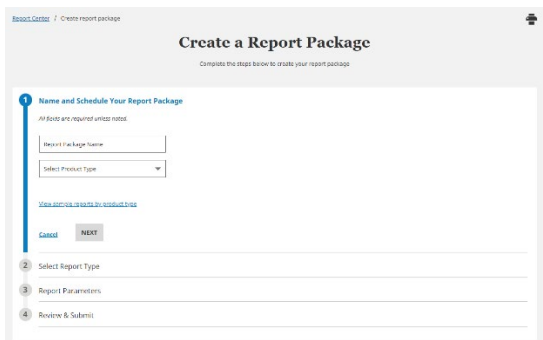 Report Center / Create report package
Create a Report Package
Complete the steps below to create your report package
1 Name and Schedule Your Report Package
All fields are required unless noted.
Report Package Name
Select Product Type
View sample reports by product type
Cancel NEXT
2 Select Report Type
3 Report Parameters
4 Review & Submit